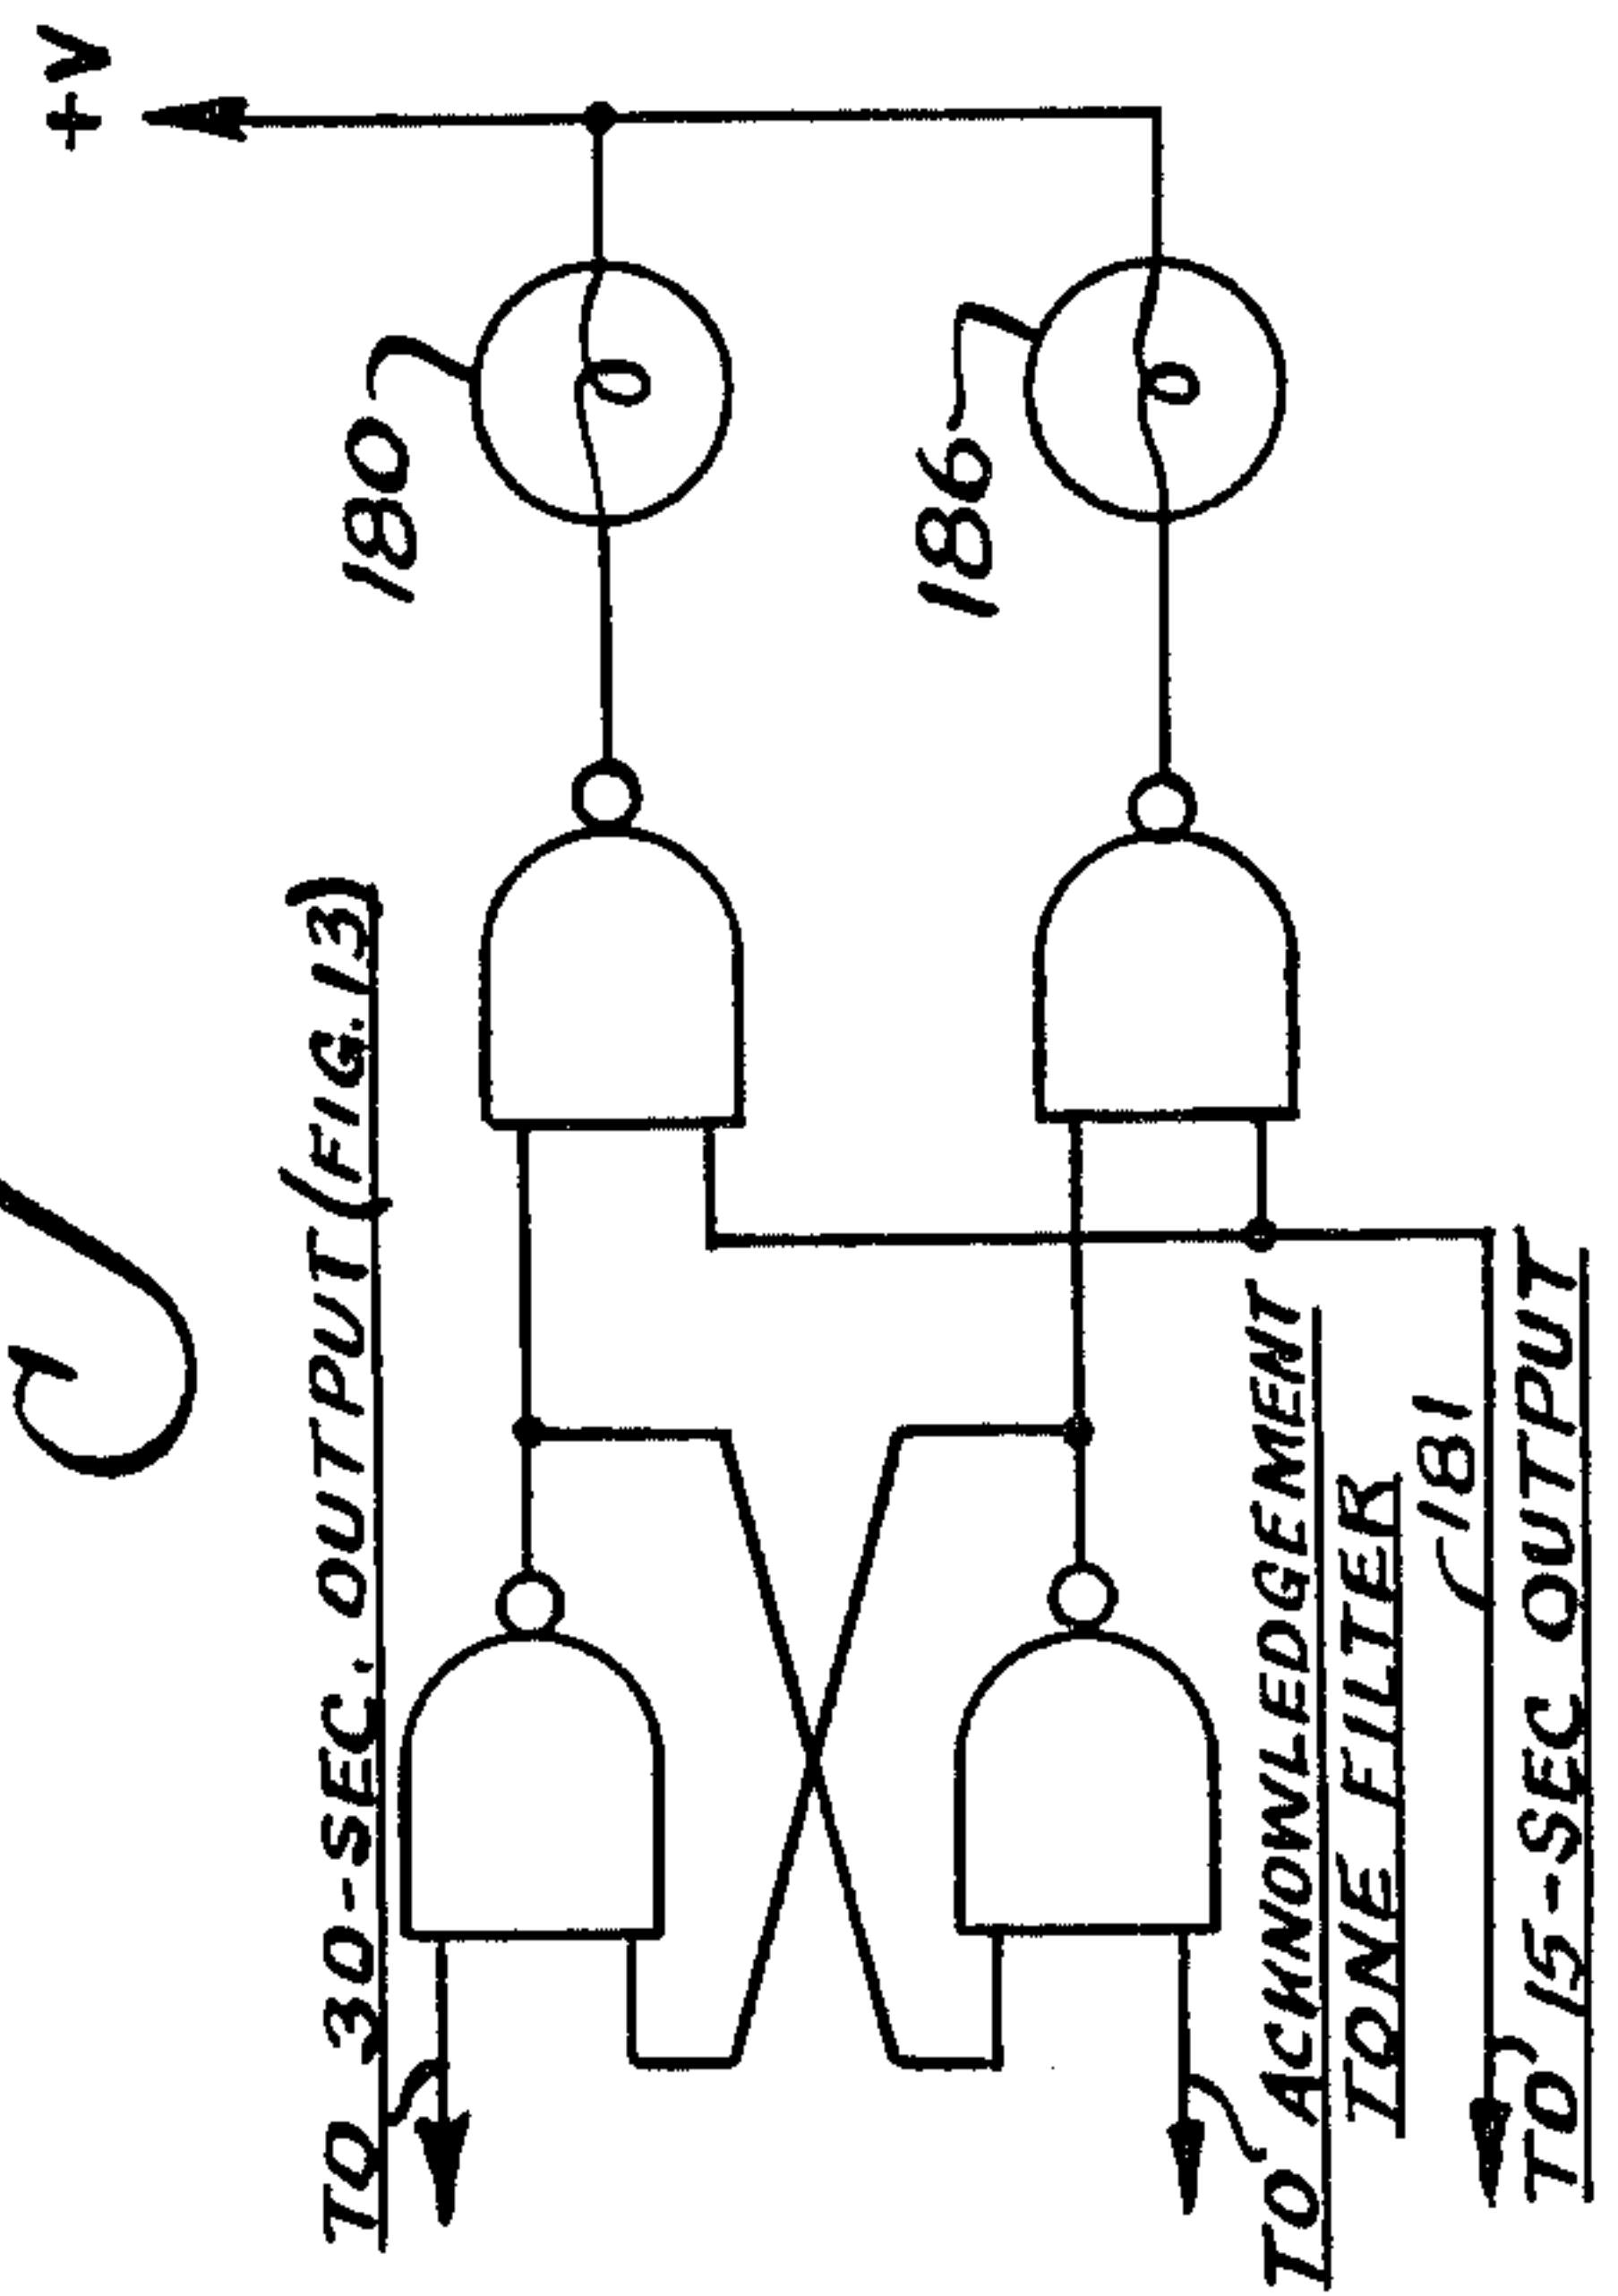 +V
180
186
TO 30-SEC. OUTPUT (FIG. 13)
TO ACKNOWLEDGEMENT
TONE FILTER
181
TO 15-SEC OUTPUT